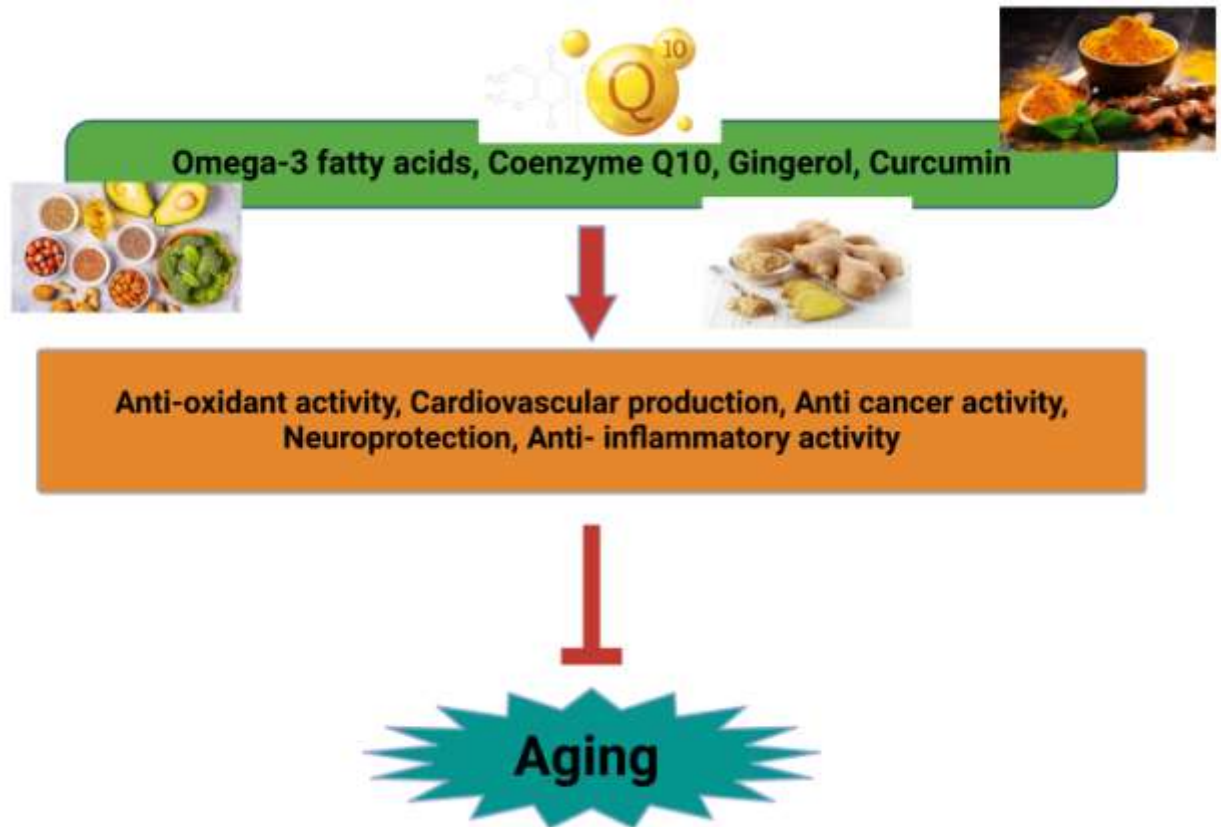 10
Q
Omega-3 fatty acids, Coenzyme Q10, Gingerol, Curcumin
Anti-oxidant activity, Cardiovascular production, Anti cancer activity,
Neuroprotection, Anti- inflammatory activity
Aging